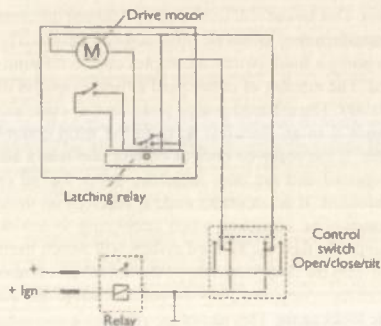 Drive motor
M
Latching relay
Control
switch
Open/close/tilt
+
+ Ign
Relay